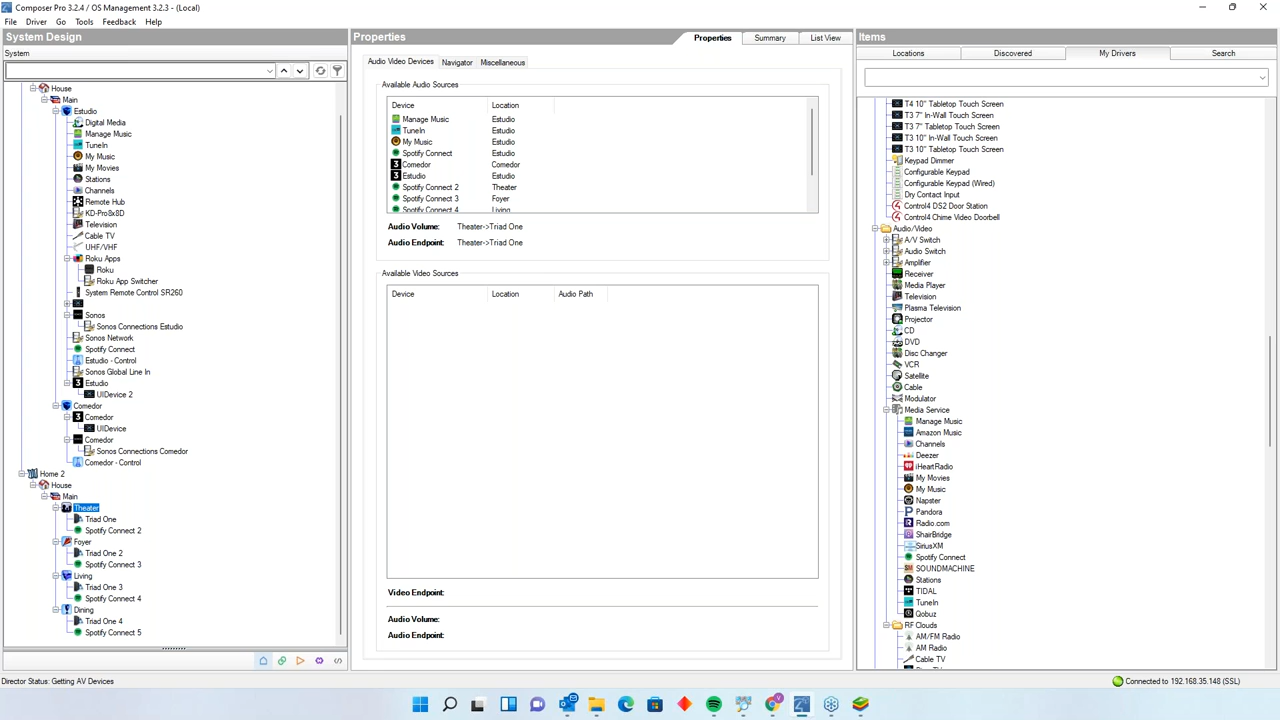 Composer Pro 3.2.4 / OS Management 3.2.3 - (Local)
File Driver Go Tools Feedback Help
System Design
System
House
Main
Estudio
Digital Media
Manage Music
TuneIn
My Music
My Movies
Stations
Channels
Remote Hub
KD-Pro8x8D
Television
Cable TV
UHF/VHF
Roku Apps
Roku
Roku App Switcher
System Remote Control SR260
Sonos
Sonos Connections Estudio
Sonos Network
Spotify Connect
Estudio - Control
Sonos Global Line In
Estudio
UIDevice 2
Comedor
Comedor
UIDevice
Comedor
Sonos Connections Comedor
Comedor - Control
Home 2
House
Main
Theater
Triad One
Spotify Connect 2
Foyer
Triad One 2
Spotify Connect 3
Living
Triad One 3
Spotify Connect 4
Dining
Triad One 4
Spotify Connect 5
Director Status: Getting AV Devices
Properties
Properties Summary List View
Audio Video Devices Navigator Miscellaneous
Available Audio Sources
Device Location
Manage Music Estudio
TuneIn Estudio
My Music Estudio
Spotify Connect Estudio
Comedor Comedor
Estudio Estudio
Spotify Connect 2 Theater
Spotify Connect 3 Foyer
Spotify Connect 4 Living
Audio Volume: Theater->Triad One
Audio Endpoint: Theater->Triad One
Available Video Sources
Device Location Audio Path
Video Endpoint:
Audio Volume:
Audio Endpoint:
Items
Locations Discovered My Drivers Search
T4 10" Tabletop Touch Screen
T3 7" In-Wall Touch Screen
T3 7" Tabletop Touch Screen
T3 10" In-Wall Touch Screen
T3 10" Tabletop Touch Screen
Keypad Dimmer
Configurable Keypad
Configurable Keypad (Wired)
Dry Contact Input
Control4 DS2 Door Station
Control4 Chime Video Doorbell
Audio/Video
A/V Switch
Audio Switch
Amplifier
Receiver
Media Player
Television
Plasma Television
Projector
CD
DVD
Disc Changer
VCR
Satellite
Cable
Modulator
Media Service
Manage Music
Amazon Music
Channels
Deezer
iHeartRadio
My Movies
My Music
Napster
Pandora
Radio.com
ShairBridge
SiriusXM
Spotify Connect
SOUNDMACHINE
Stations
TIDAL
TuneIn
Qobuz
RF Clouds
AM/FM Radio
AM Radio
Cable TV
Connected to 192.168.35.148 (SSL)